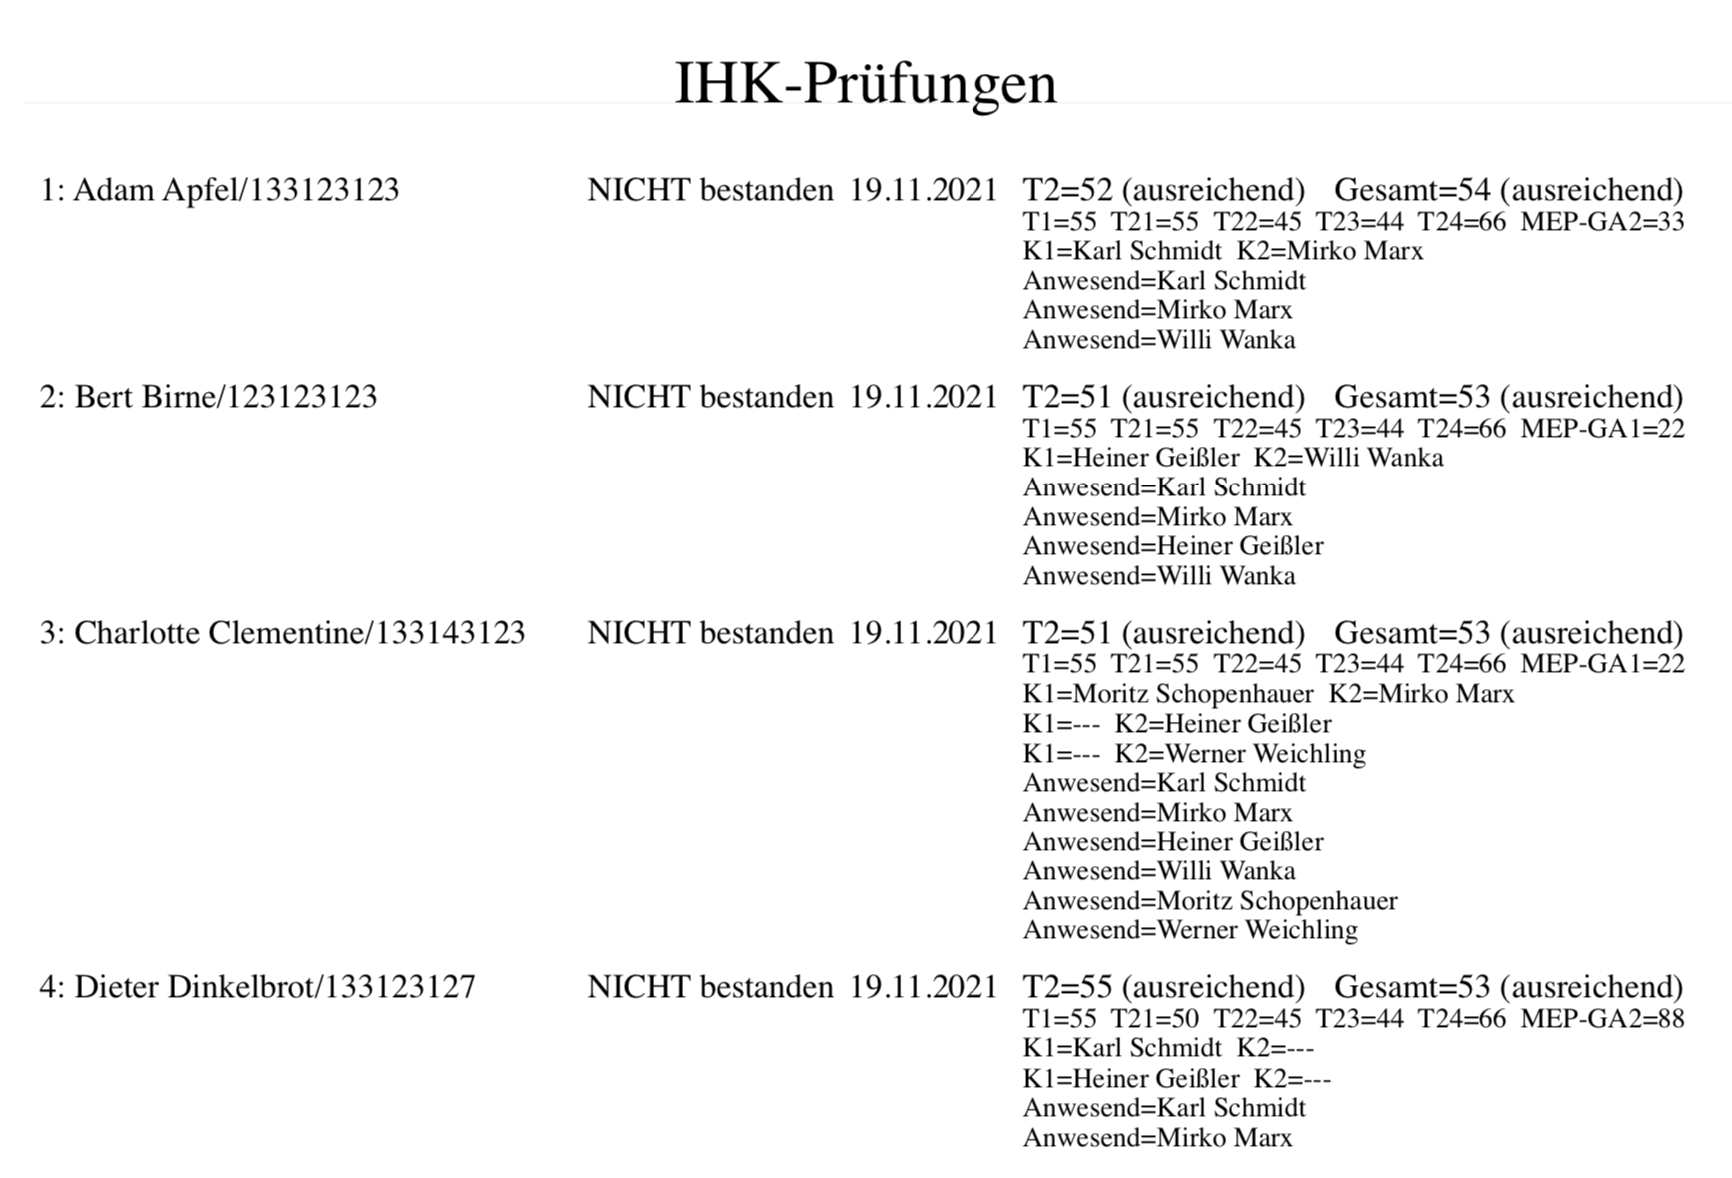 IHK-Prüfungen
1: Adam Apfel/133123123 NICHT bestanden 19.11.2021 T2=52 (ausreichend) Gesamt=54 (ausreichend)
T1=55 T21=55 T22=45 T23=44 T24=66 MEP-GA2=33
K1=Karl Schmidt K2=Mirko Marx
Anwesend=Karl Schmidt
Anwesend=Mirko Marx
Anwesend=Willi Wanka
2: Bert Birne/123123123 NICHT bestanden 19.11.2021 T2=51 (ausreichend) Gesamt=53 (ausreichend)
T1=55 T21=55 T22=45 T23=44 T24=66 MEP-GA1=22
K1=Heiner Geißler K2=Willi Wanka
Anwesend=Karl Schmidt
Anwesend=Mirko Marx
Anwesend=Heiner Geißler
Anwesend=Willi Wanka
3: Charlotte Clementine/133143123 NICHT bestanden 19.11.2021 T2=51 (ausreichend) Gesamt=53 (ausreichend)
T1=55 T21=55 T22=45 T23=44 T24=66 MEP-GA1=22
K1=Moritz Schopenhauer K2=Mirko Marx
K1=--- K2=Heiner Geißler
K1=--- K2=Werner Weichling
Anwesend=Karl Schmidt
Anwesend=Mirko Marx
Anwesend=Heiner Geißler
Anwesend=Willi Wanka
Anwesend=Moritz Schopenhauer
Anwesend=Werner Weichling
4: Dieter Dinkelbrot/133123127 NICHT bestanden 19.11.2021 T2=55 (ausreichend) Gesamt=53 (ausreichend)
T1=55 T21=50 T22=45 T23=44 T24=66 MEP-GA2=88
K1=Karl Schmidt K2=---
K1=Heiner Geißler K2=---
Anwesend=Karl Schmidt
Anwesend=Mirko Marx